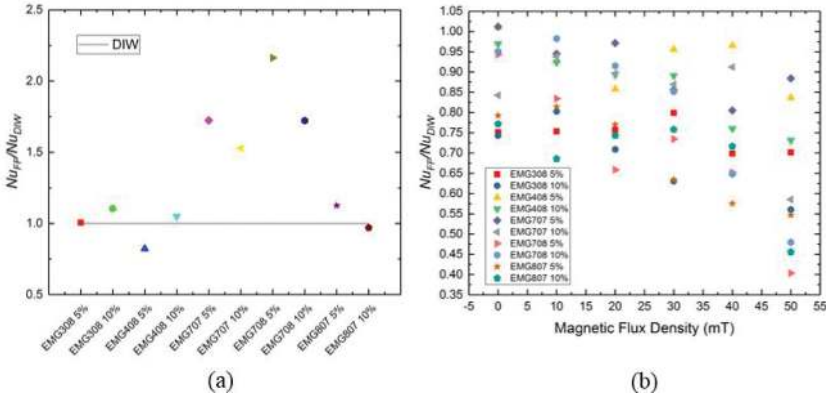 (a)
2.5
2.0
1.5
1.0
0.5
Nu_FF/Nu_DIW
DIW
EMG308 5%
EMG308 10%
EMG408 5%
EMG408 10%
EMG707 5%
EMG707 10%
EMG708 5%
EMG708 10%
EMG807 5%
EMG807 10%
(a)
(b)
1.05
1.00
0.95
0.90
0.85
0.80
0.75
0.70
0.65
0.60
0.55
0.50
0.45
0.40
0.35
Nu_FF/Nu_DIW
EMG308 5%
EMG308 10%
EMG408 5%
EMG408 10%
EMG707 5%
EMG707 10%
EMG708 5%
EMG708 10%
EMG807 5%
EMG807 10%
-5 0 5 10 15 20 25 30 35 40 45 50 55
Magnetic Flux Density (mT)
(b)